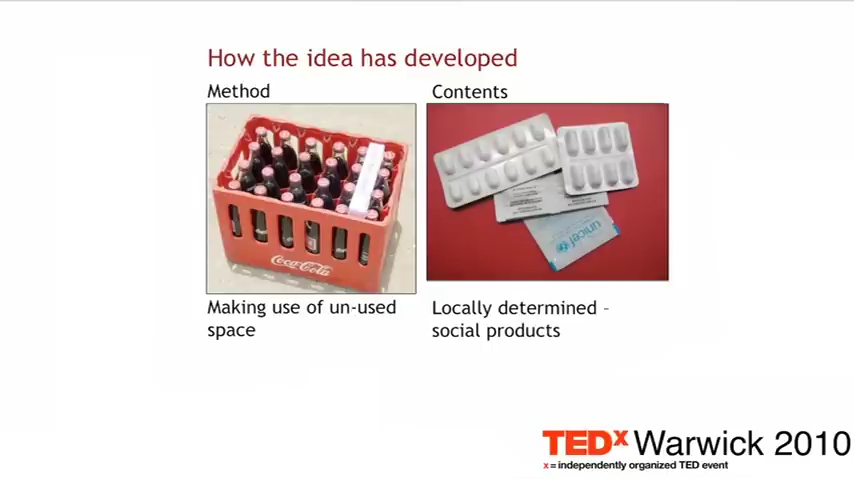 How the idea has developed
Method
Contents
Coca-Cola
unicef
Making use of un-used
space
Locally determined –
social products
TEDx Warwick 2010
x = independently organized TED event